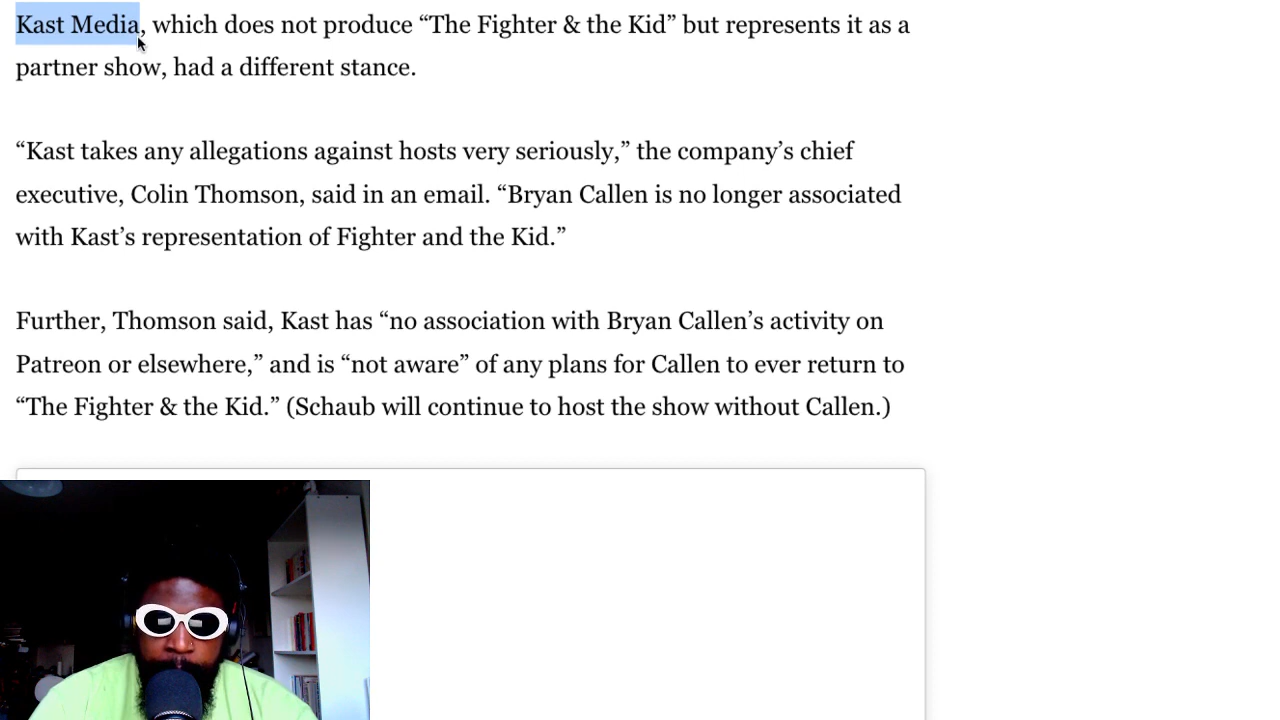 Kast Media, which does not produce “The Fighter & the Kid” but represents it as a
partner show, had a different stance.
“Kast takes any allegations against hosts very seriously,” the company’s chief
executive, Colin Thomson, said in an email. “Bryan Callen is no longer associated
with Kast’s representation of Fighter and the Kid.”
Further, Thomson said, Kast has “no association with Bryan Callen’s activity on
Patreon or elsewhere,” and is “not aware” of any plans for Callen to ever return to
“The Fighter & the Kid.” (Schaub will continue to host the show without Callen.)